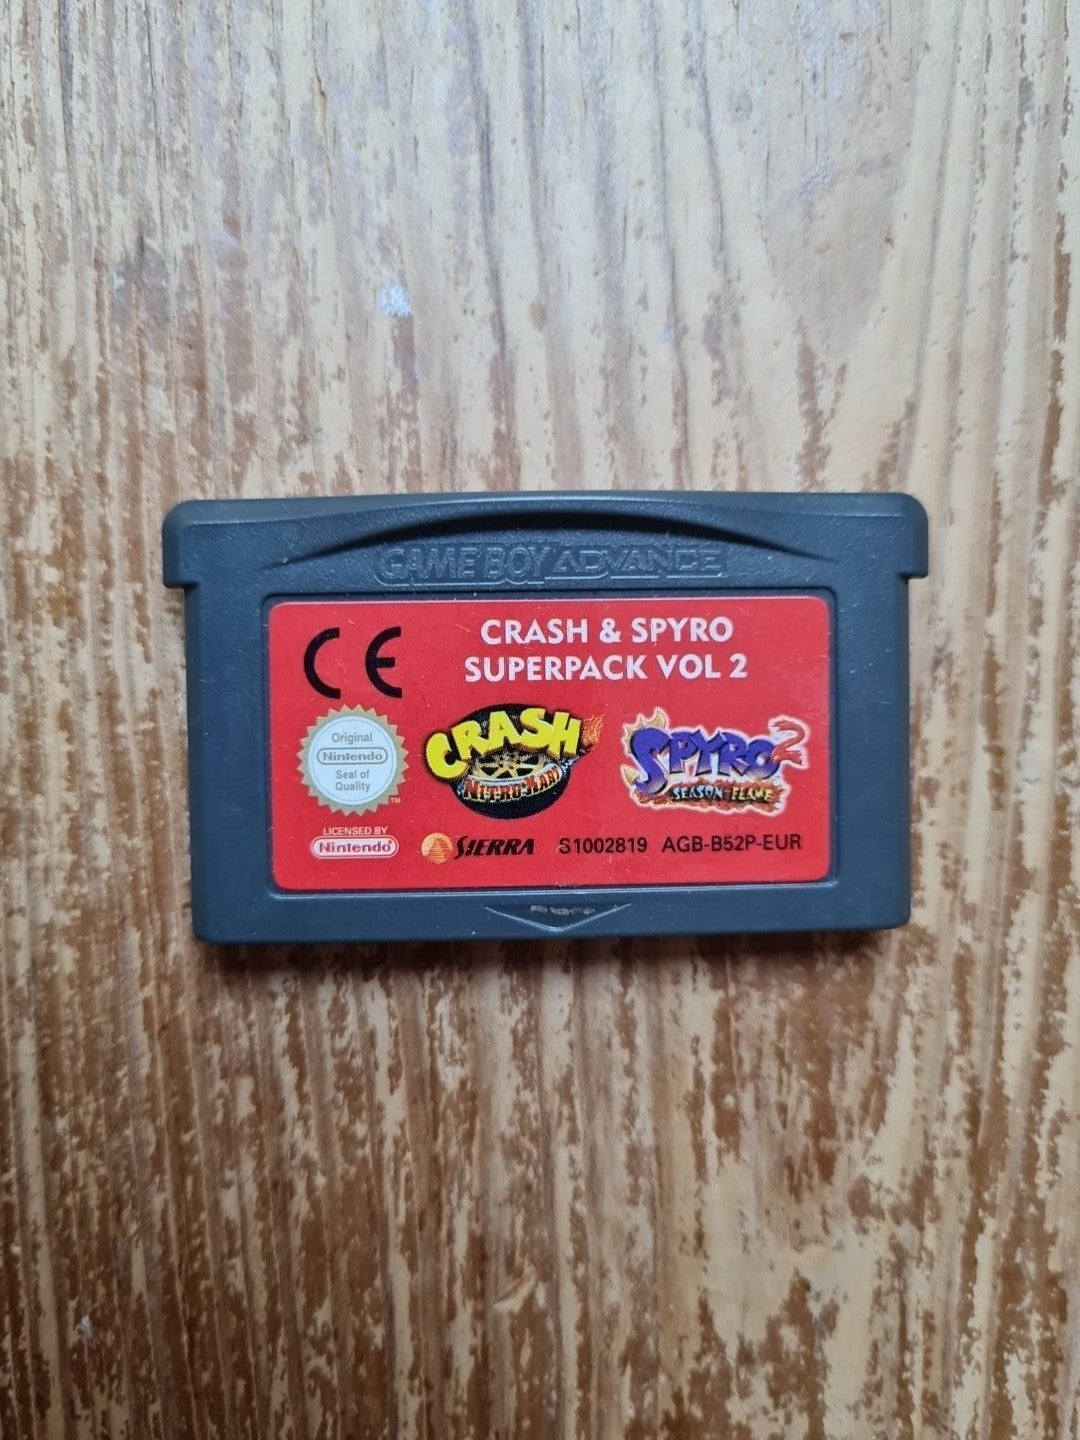 GAME BOY ADVANCE
CE
CRASH & SPYRO
SUPERPACK VOL 2
Original
Nintendo
Seal of
Quality
TM
CRASH
NITRO KART
SPYRO 2
SEASON FLAME
LICENSED BY
Nintendo
SIERRA S1002819 AGB-B52P-EUR